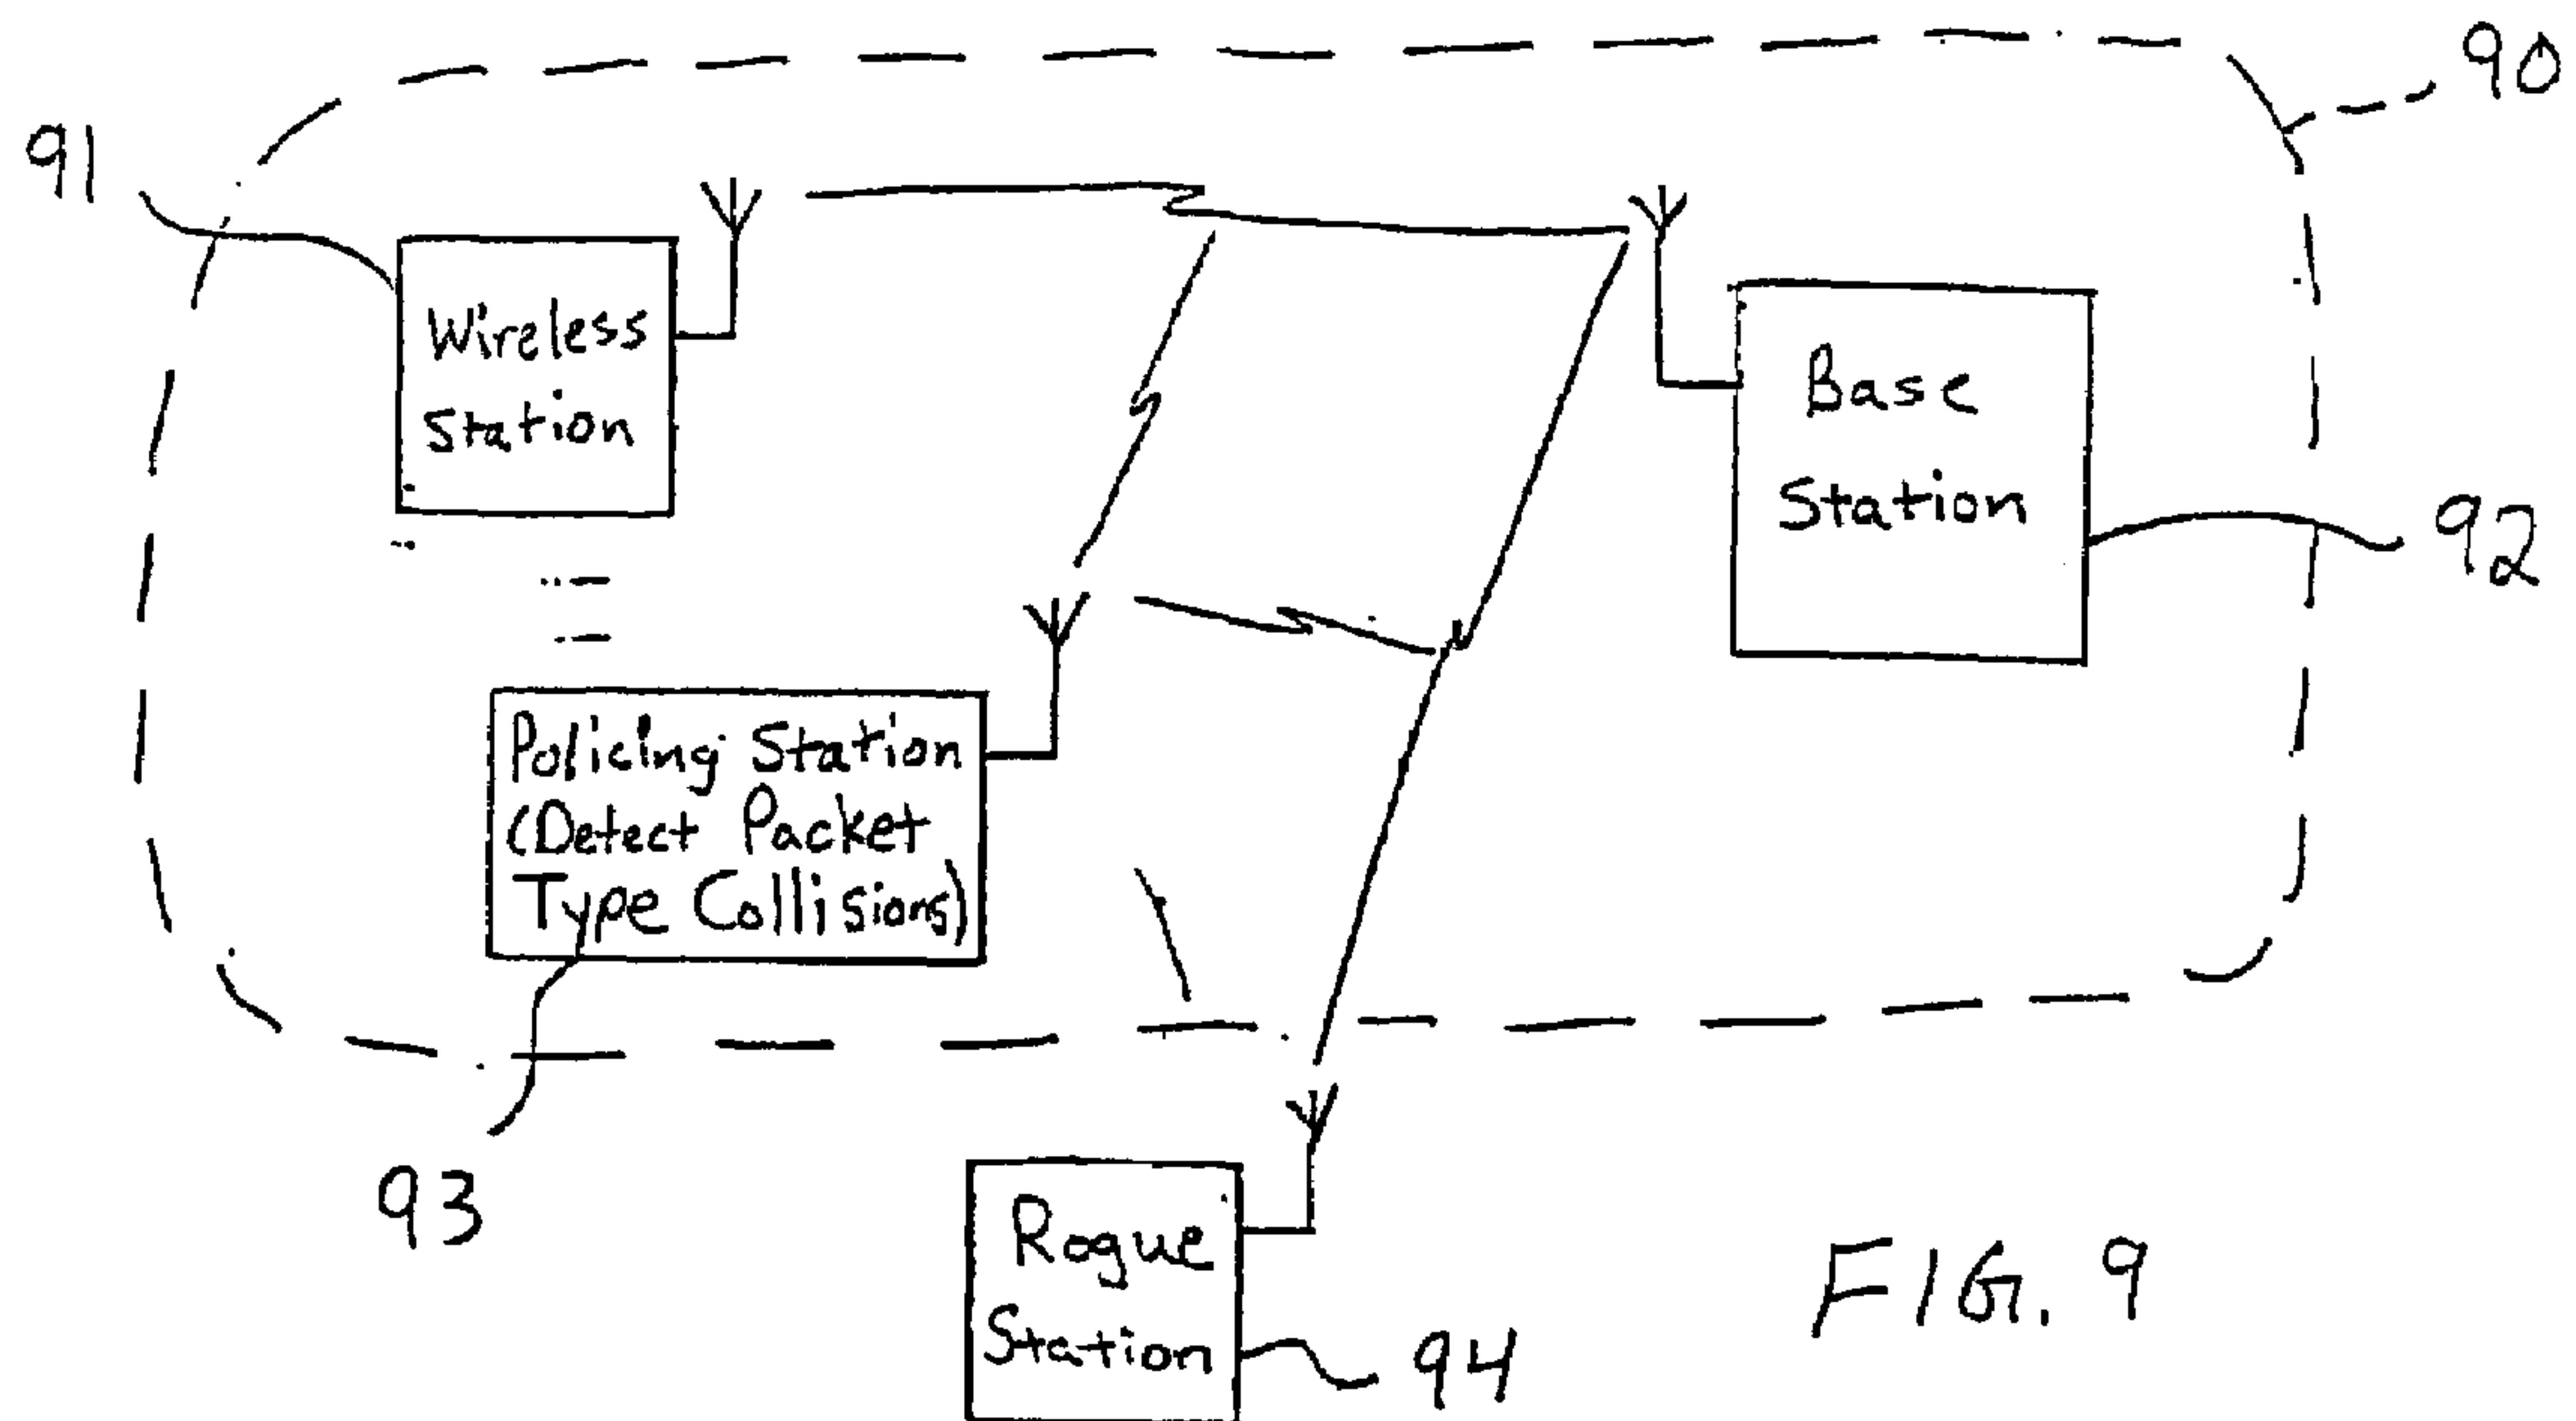 90
91
Wireless
Station
Base
Station
92
Policing Station
(Detect Packet
Type Collisions)
93
Rogue
Station
94
FIG. 9